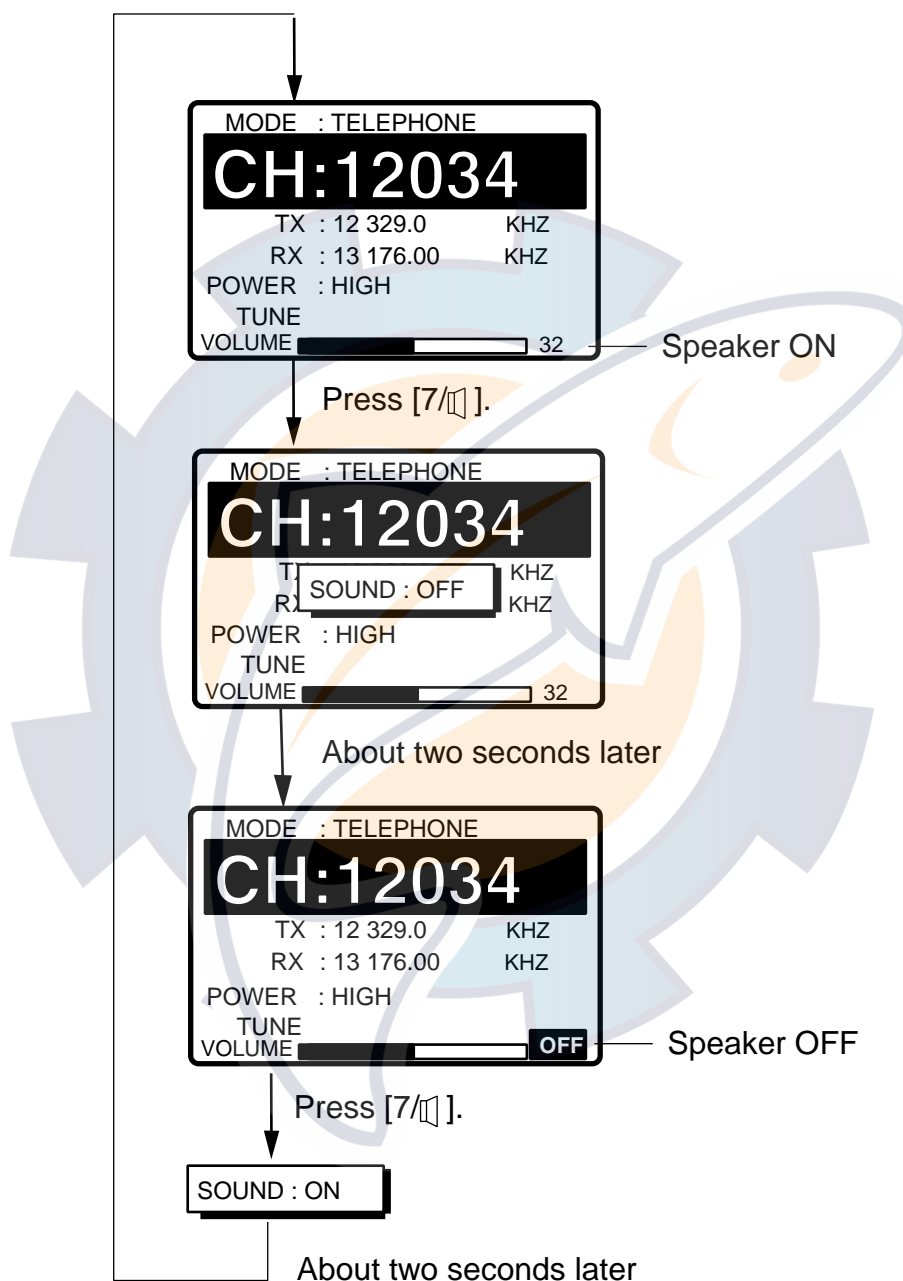 MODE : TELEPHONE
CH:12034
TX : 12 329.0 KHZ
RX : 13 176.00 KHZ
POWER : HIGH
TUNE
VOLUME 32
Speaker ON
Press [7/ ].
MODE : TELEPHONE
CH:12034
T KHZ
SOUND : OFF
R KHZ
POWER : HIGH
TUNE
VOLUME 32
About two seconds later
MODE : TELEPHONE
CH:12034
TX : 12 329.0 KHZ
RX : 13 176.00 KHZ
POWER : HIGH
TUNE
VOLUME OFF
Speaker OFF
Press [7/ ].
SOUND : ON
About two seconds later